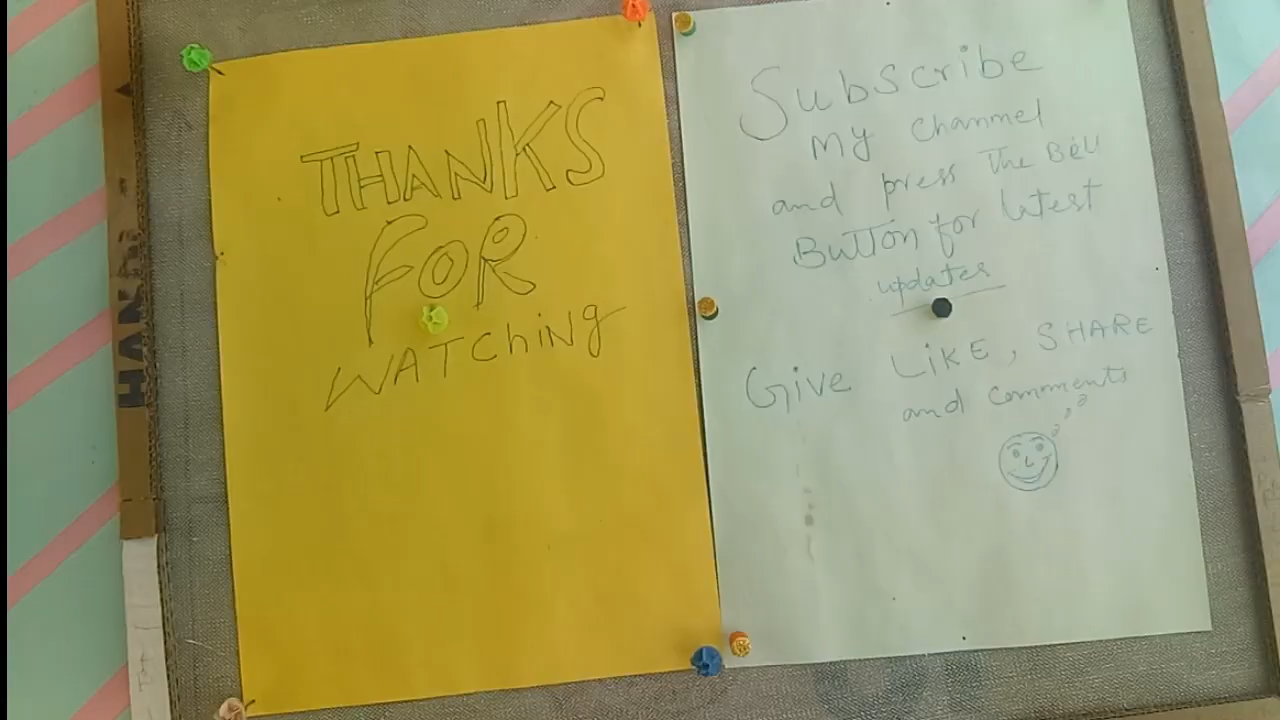 THANKS
FOR
WATChiNg
Subscribe
my Channel
and press The Bell
Button for latest
updates
Give LiKE, SHARE
and comments